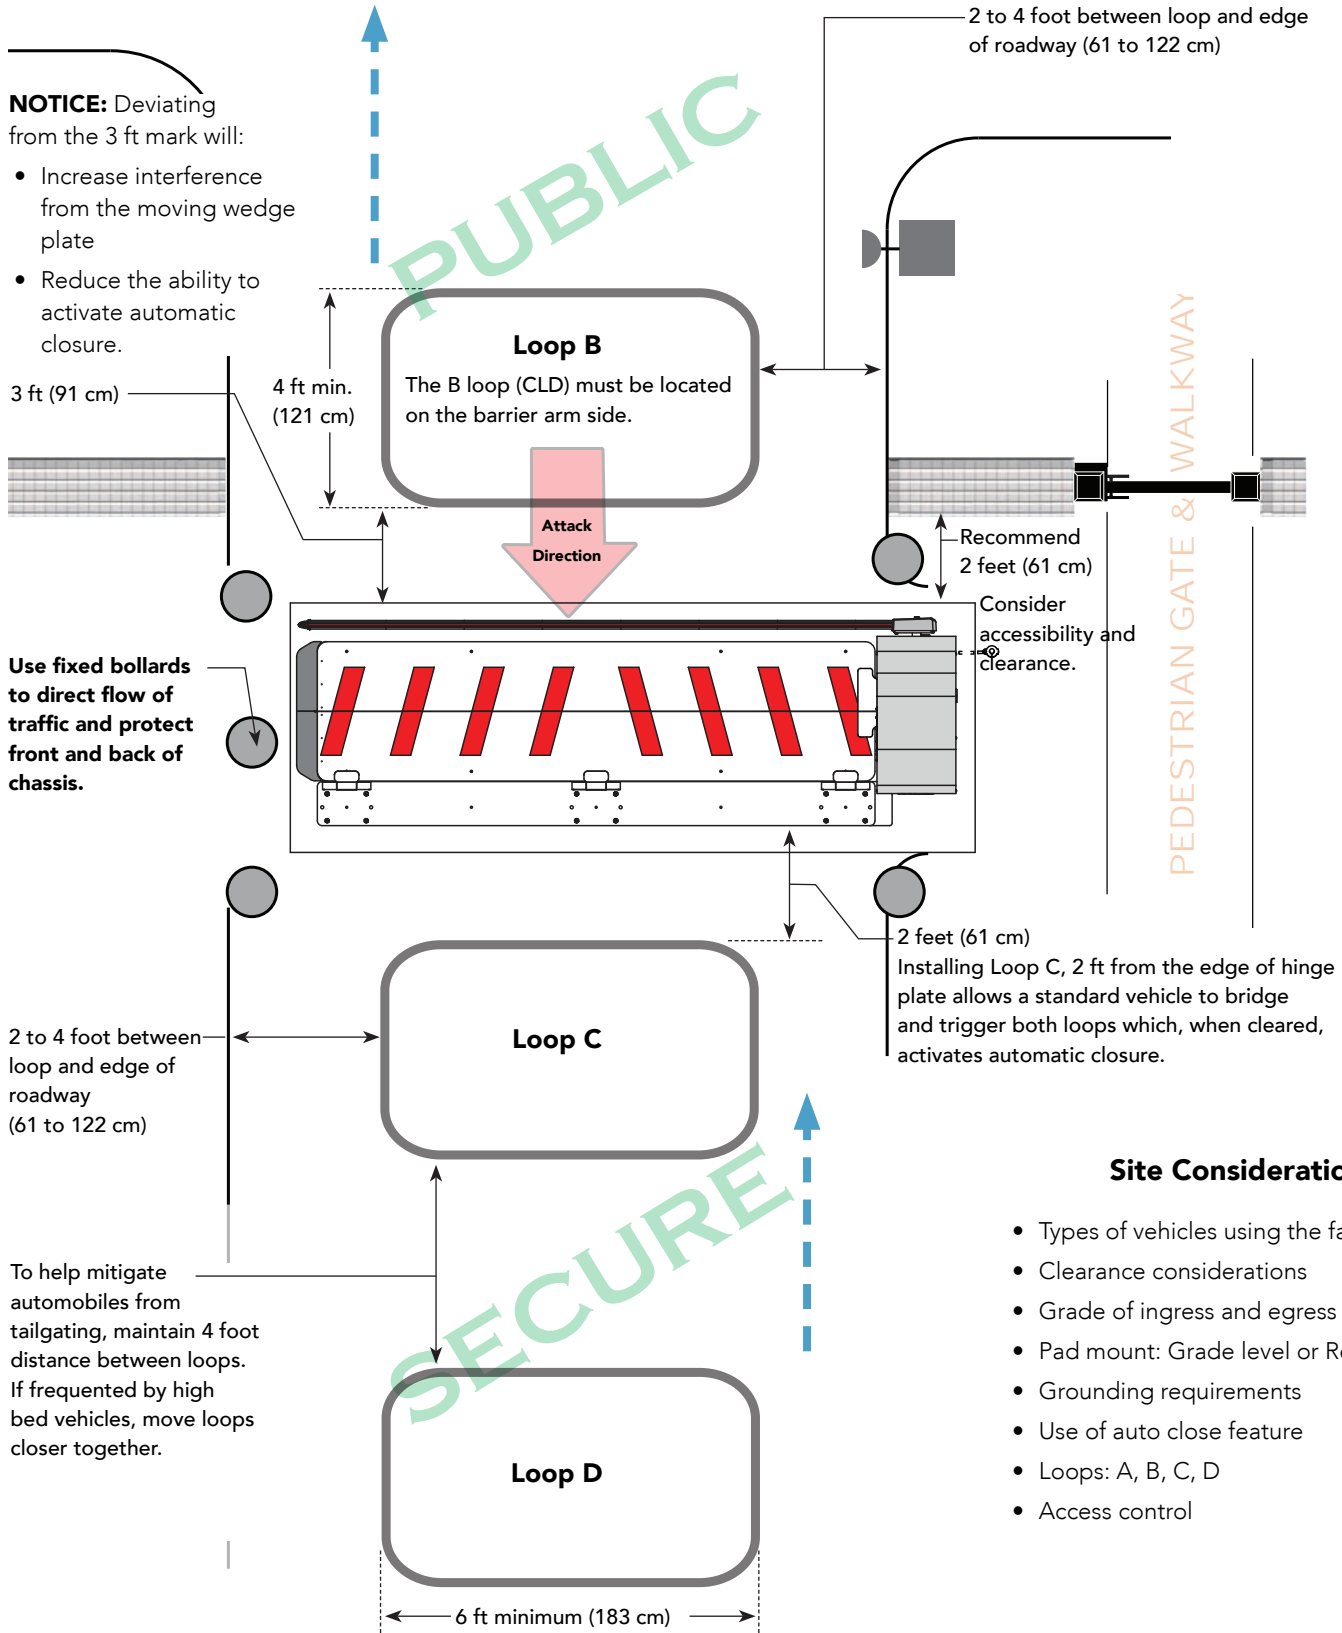 2 to 4 foot between loop and edge
of roadway (61 to 122 cm)
NOTICE: Deviating
from the 3 ft mark will:
• Increase interference
from the moving wedge
plate
• Reduce the ability to
activate automatic
closure.
3 ft (91 cm)
PUBLIC
4 ft min.
(121 cm)
Loop B
The B loop (CLD) must be located
on the barrier arm side.
Attack
Direction
PEDESTRIAN GATE & WALKWAY
Recommend
2 feet (61 cm)
Consider
accessibility and
clearance.
Use fixed bollards
to direct flow of
traffic and protect
front and back of
chassis.
2 feet (61 cm)
Installing Loop C, 2 ft from the edge of hinge
plate allows a standard vehicle to bridge
and trigger both loops which, when cleared,
activates automatic closure.
Loop C
2 to 4 foot between
loop and edge of
roadway
(61 to 122 cm)
SECURE
To help mitigate
automobiles from
tailgating, maintain 4 foot
distance between loops.
If frequented by high
bed vehicles, move loops
closer together.
Loop D
6 ft minimum (183 cm)
Site
• Types of vehicles using the
• Clearance considerations
• Grade of ingress and egress
• Pad mount: Grade level or
• Grounding requirements
• Use of auto close feature
• Loops: A, B, C, D
• Access control